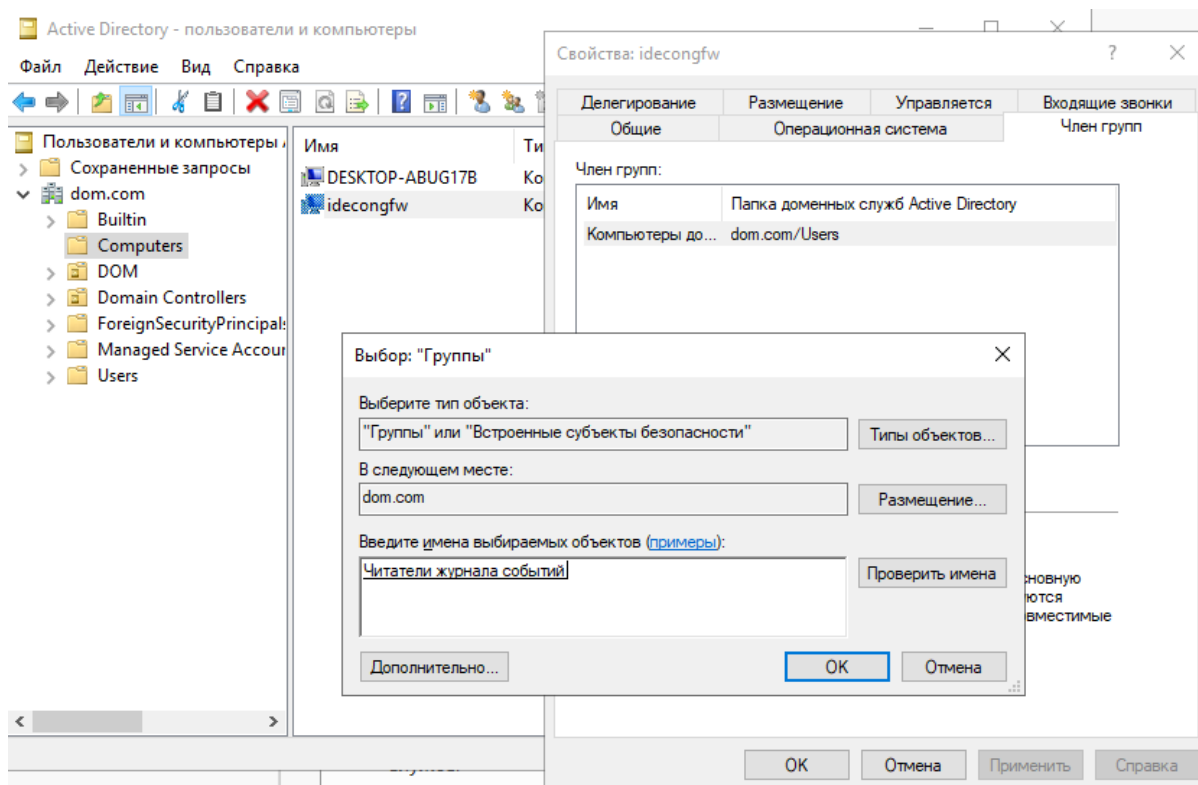 Active Directory - пользователи и компьютеры
Файл Действие Вид Справка
Пользователи и компьютеры
Сохраненные запросы
dom.com
Builtin
Computers
DOM
Domain Controllers
ForeignSecurityPrincipals
Managed Service Accour
Users
Имя Ти
DESKTOP-ABUG17B Ко
idecongfw Ко
Свойства: idecongfw
Делегирование Размещение Управляется Входящие звонки
Общие Операционная система Член групп
Член групп:
Имя Папка доменных служб Active Directory
Компьютеры до... dom.com/Users
Выбор: "Группы"
Выберите тип объекта:
"Группы" или "Встроенные субъекты безопасности"
Типы объектов...
В следующем месте:
dom.com
Размещение...
Введите имена выбираемых объектов (примеры):
Читатели журнала событий
Проверить имена
Дополнительно...
ОК Отмена
сновную
ются
вместимые
ОК Отмена Применить Справка